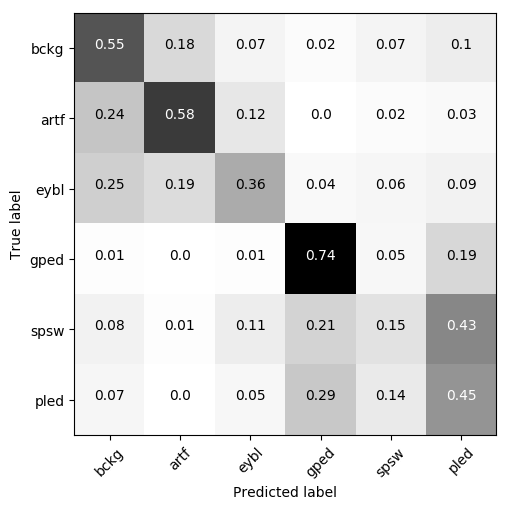 bckg 0.55 0.18 0.07 0.02 0.07 0.1
artf 0.24 0.58 0.12 0.0 0.02 0.03
eybl 0.25 0.19 0.36 0.04 0.06 0.09
gped 0.01 0.0 0.01 0.74 0.05 0.19
spsw 0.08 0.01 0.11 0.21 0.15 0.43
pled 0.07 0.0 0.05 0.29 0.14 0.45
True label
bckg artf eybl gped spsw pled
Predicted label